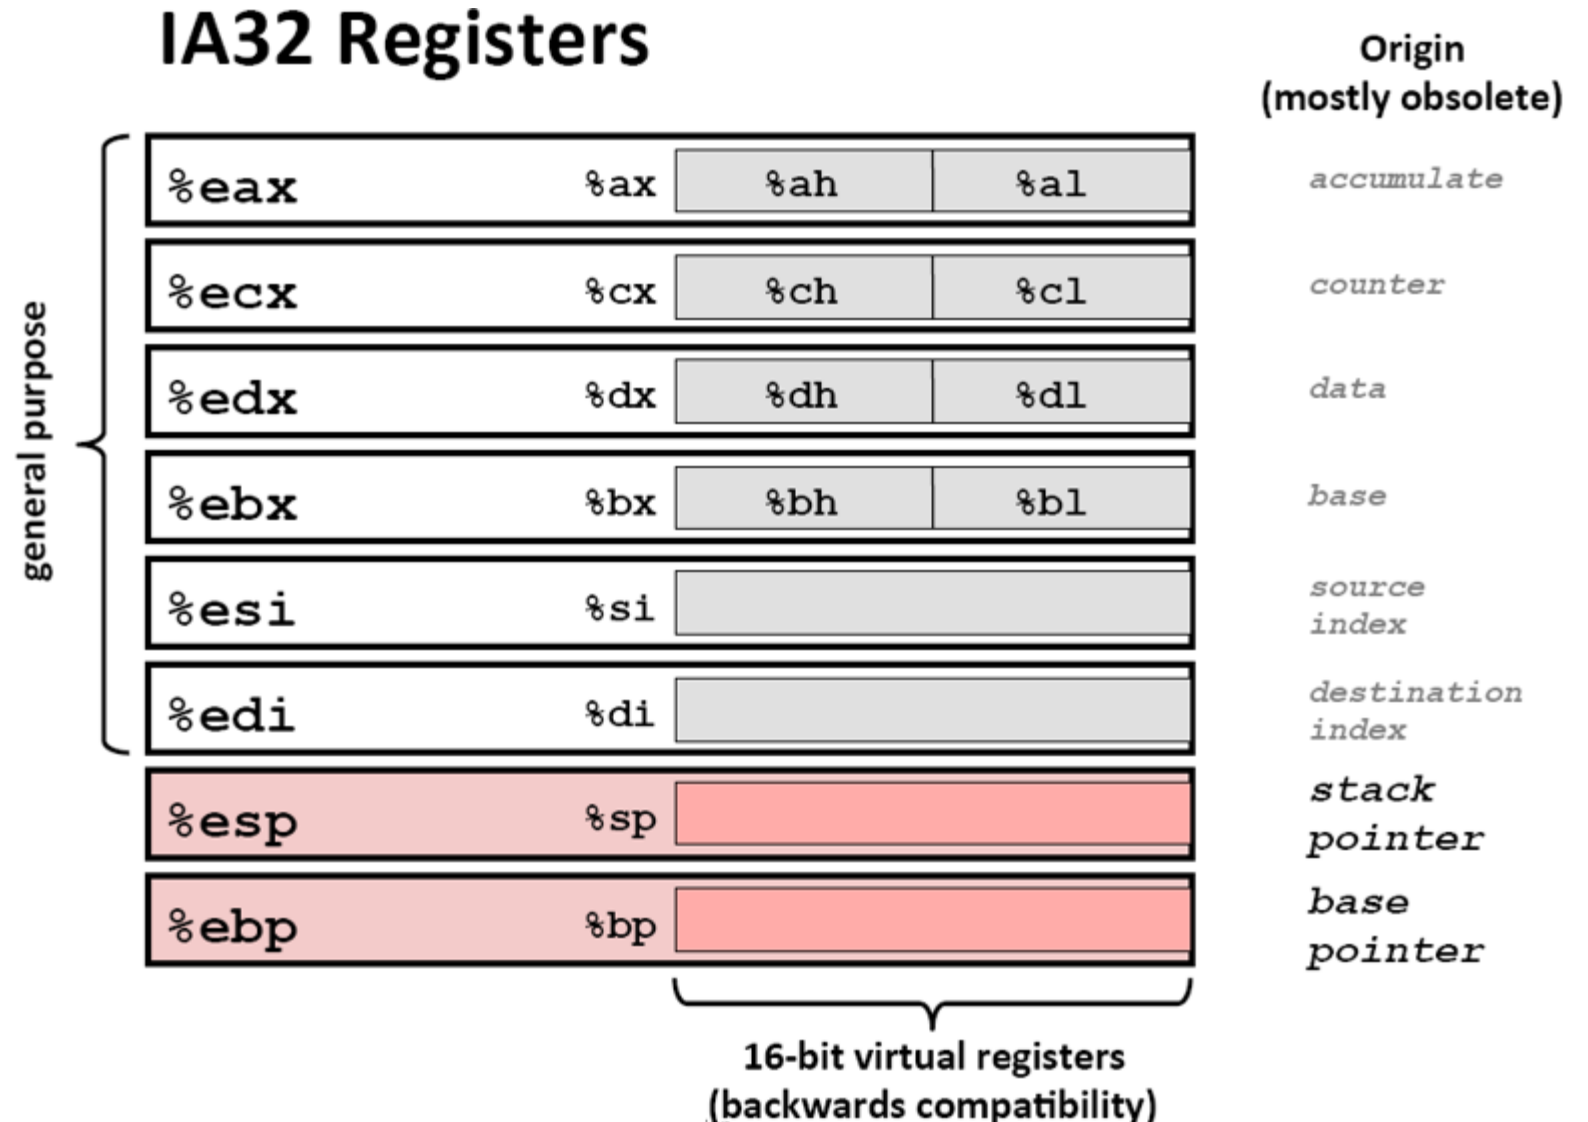 IA32 Registers
Origin
(mostly obsolete)
general purpose
%eax %ax %ah %al accumulate
%ecx %cx %ch %cl counter
%edx %dx %dh %dl data
%ebx %bx %bh %bl base
%esi %si source
index
%edi %di destination
index
%esp %sp stack
pointer
%ebp %bp base
pointer
16-bit virtual registers
(backwards compatibility)